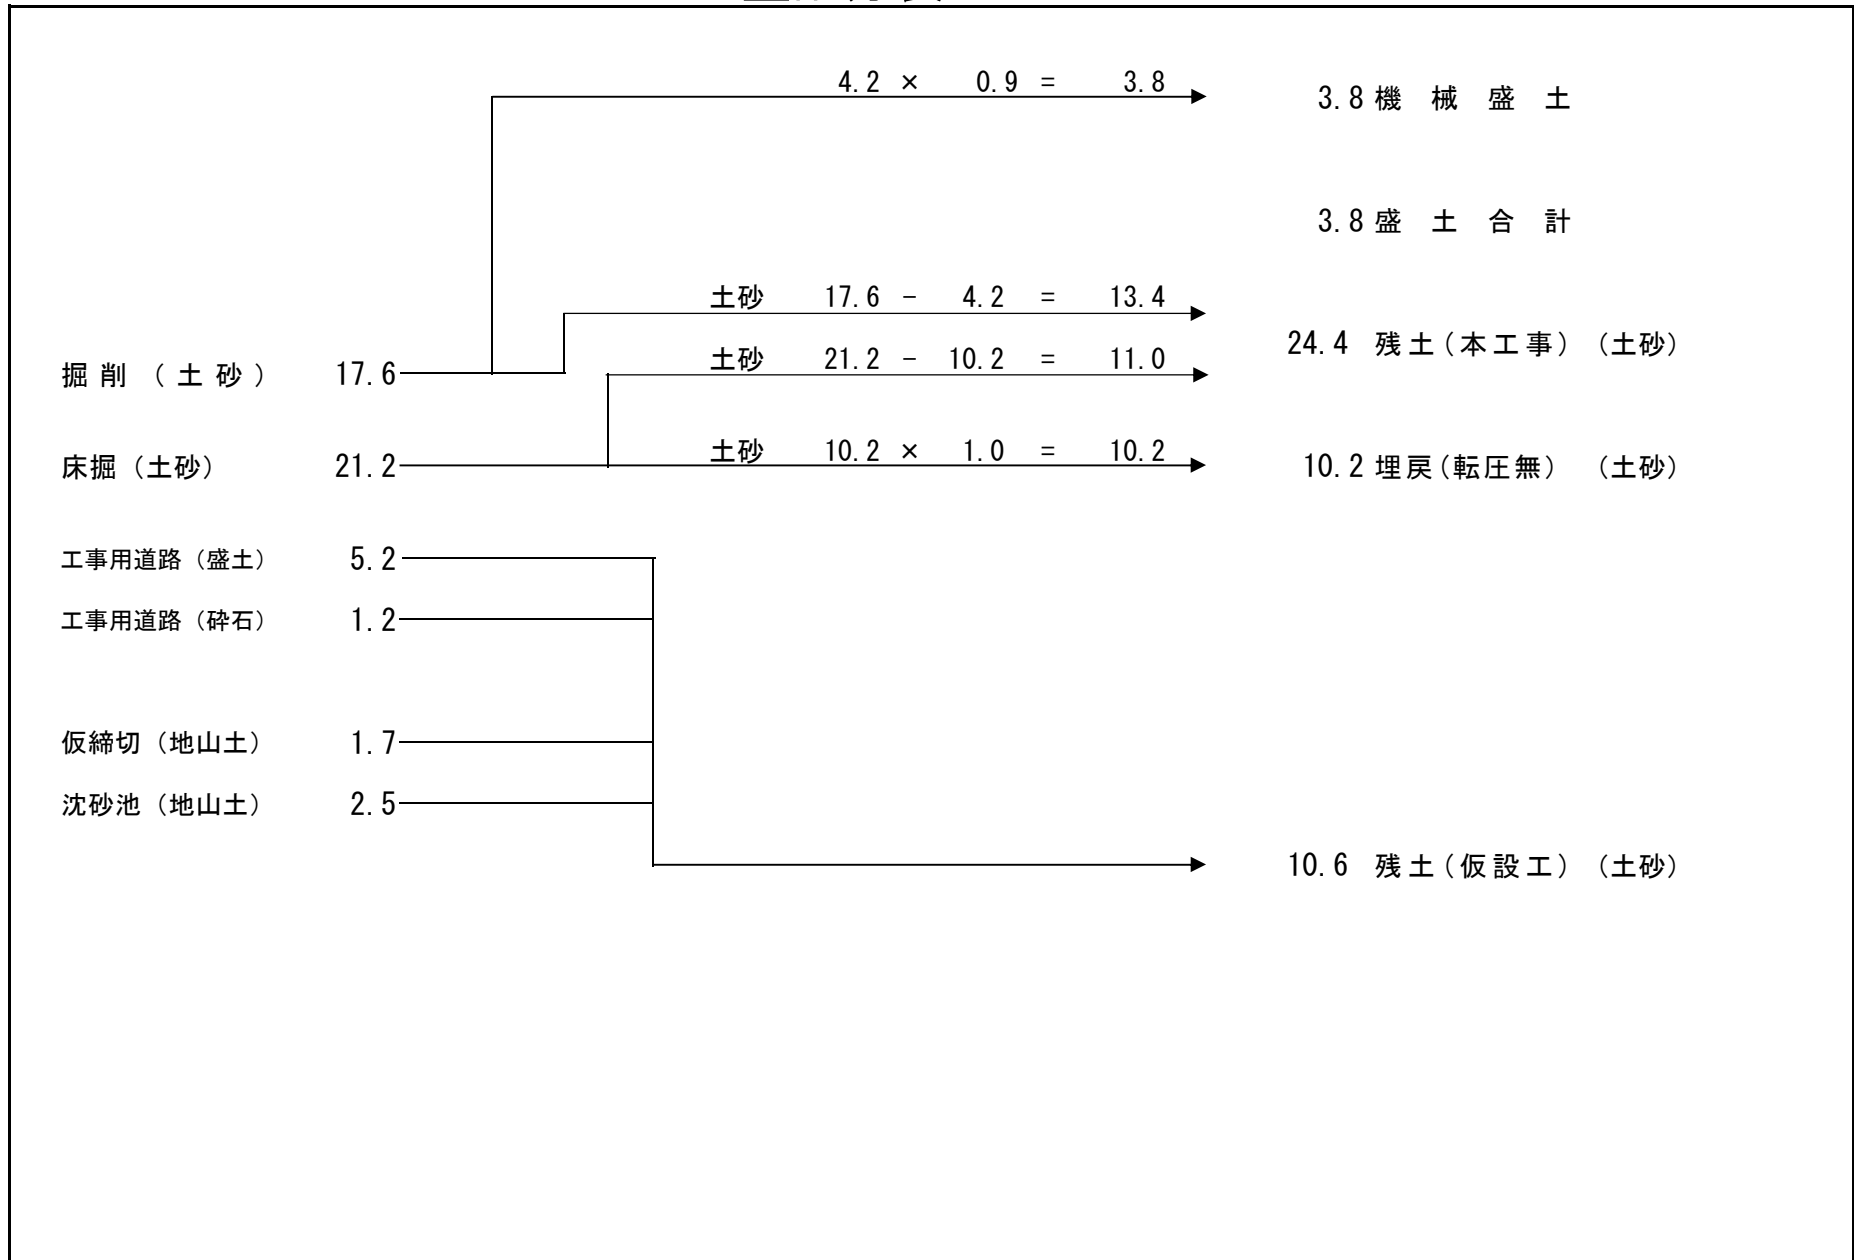 4.2 × 0.9 = 3.8
3.8 機 械 盛 土
3.8 盛 土 合 計
土砂 17.6 － 4.2 = 13.4
24.4 残土(本工事) (土砂)
掘削 (土砂) 17.6
土砂 21.2 － 10.2 = 11.0
床掘(土砂) 21.2
土砂 10.2 × 1.0 = 10.2
10.2 埋戻(転圧無) (土砂)
工事用道路(盛土) 5.2
工事用道路(砕石) 1.2
仮締切(地山土) 1.7
沈砂池(地山土) 2.5
10.6 残土(仮設工) (土砂)